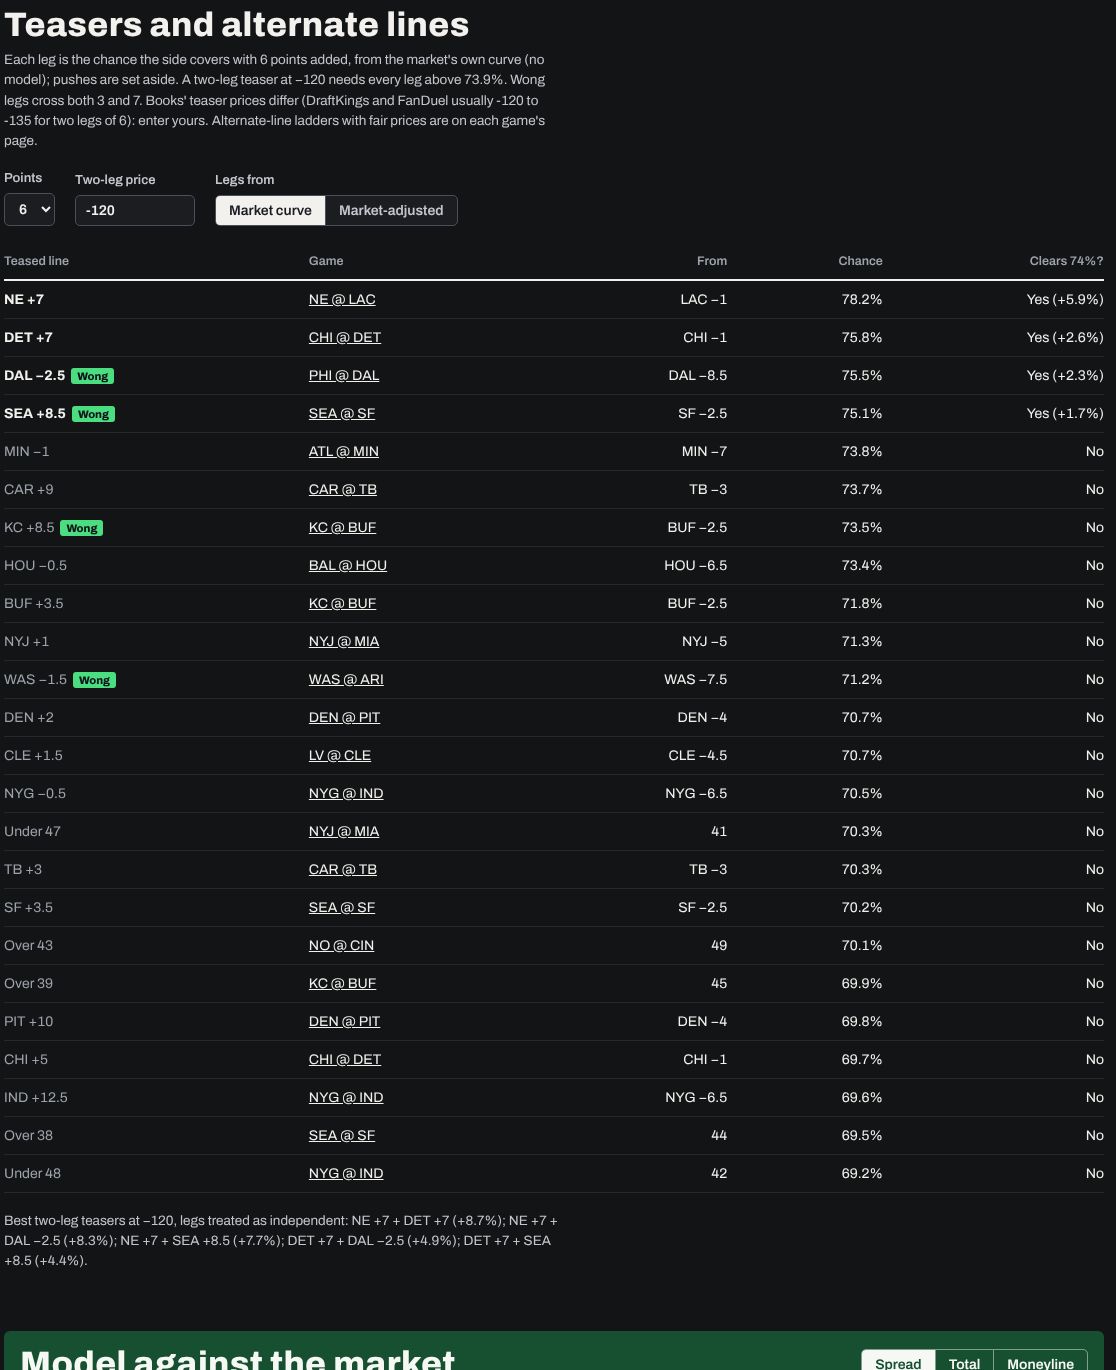 Teasers and alternate lines
Each leg is the chance the side covers with 6 points added, from the market's own curve (no
model); pushes are set aside. A two-leg teaser at −120 needs every leg above 73.9%. Wong
legs cross both 3 and 7. Books' teaser prices differ (DraftKings and FanDuel usually -120 to
-135 for two legs of 6): enter yours. Alternate-line ladders with fair prices are on each game's
page.
Points Two-leg price Legs from
6 -120 Market curve Market-adjusted
Teased line Game From Chance Clears 74%?
NE +7 NE @ LAC LAC −1 78.2% Yes (+5.9%)
DET +7 CHI @ DET CHI −1 75.8% Yes (+2.6%)
DAL −2.5 Wong PHI @ DAL DAL −8.5 75.5% Yes (+2.3%)
SEA +8.5 Wong SEA @ SF SF −2.5 75.1% Yes (+1.7%)
MIN −1 ATL @ MIN MIN −7 73.8% No
CAR +9 CAR @ TB TB −3 73.7% No
KC +8.5 Wong KC @ BUF BUF −2.5 73.5% No
HOU −0.5 BAL @ HOU HOU −6.5 73.4% No
BUF +3.5 KC @ BUF BUF −2.5 71.8% No
NYJ +1 NYJ @ MIA NYJ −5 71.3% No
WAS −1.5 Wong WAS @ ARI WAS −7.5 71.2% No
DEN +2 DEN @ PIT DEN −4 70.7% No
CLE +1.5 LV @ CLE CLE −4.5 70.7% No
NYG −0.5 NYG @ IND NYG −6.5 70.5% No
Under 47 NYJ @ MIA 41 70.3% No
TB +3 CAR @ TB TB −3 70.3% No
SF +3.5 SEA @ SF SF −2.5 70.2% No
Over 43 NO @ CIN 49 70.1% No
Over 39 KC @ BUF 45 69.9% No
PIT +10 DEN @ PIT DEN −4 69.8% No
CHI +5 CHI @ DET CHI −1 69.7% No
IND +12.5 NYG @ IND NYG −6.5 69.6% No
Over 38 SEA @ SF 44 69.5% No
Under 48 NYG @ IND 42 69.2% No
Best two-leg teasers at −120, legs treated as independent: NE +7 + DET +7 (+8.7%); NE +7 +
DAL −2.5 (+8.3%); NE +7 + SEA +8.5 (+7.7%); DET +7 + DAL −2.5 (+4.9%); DET +7 + SEA
+8.5 (+4.4%).
Model against the market Spread Total Moneyline